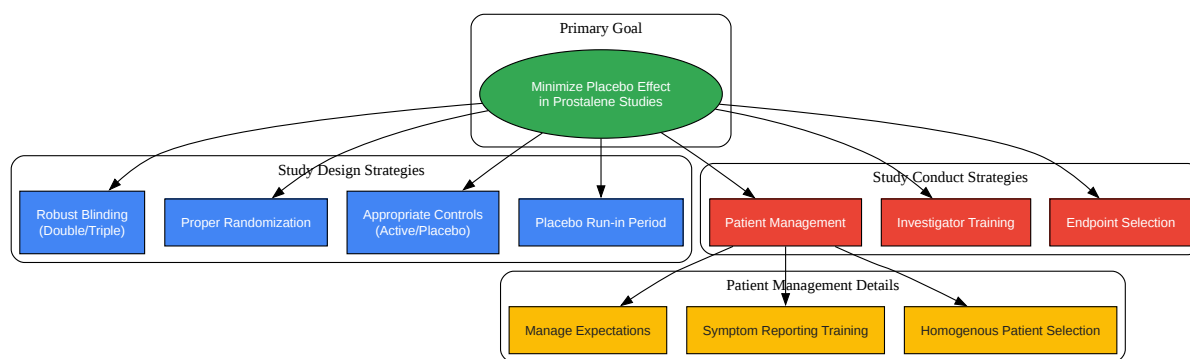 Primary Goal
Minimize Placebo Effect
in Prostalene Studies
Study Design Strategies
Study Conduct Strategies
Robust Blinding
(Double/Triple)
Proper Randomization
Appropriate Controls
(Active/Placebo)
Placebo Run-in Period
Patient Management
Investigator Training
Endpoint Selection
Patient Management Details
Manage Expectations
Symptom Reporting Training
Homogenous Patient Selection